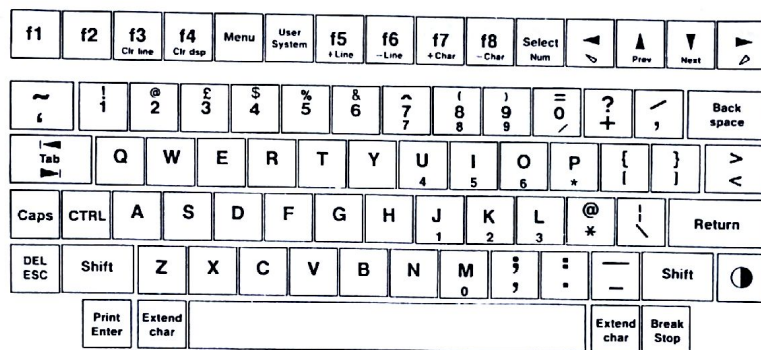 f1 f2 f3 f4 Menu User System f5 f6 f7 f8 Select
Clr line Clr dsp +Line −Line +Char −Char Num Prev Next
~ ! @ £ $ % & ^ ( ) = ? /
‘ 1 2 3 4 5 6 7 8 9 0 + ’ Back space
7 8 9 /
Tab Q W E R T Y U I O P { } >
4 5 6 * [ ] <
Caps CTRL A S D F G H J K L @ ¦ Return
1 2 3 * \
DEL ESC Shift Z X C V B N M ; : — Shift
0 , . _
Print Enter Extend char Extend char Break Stop